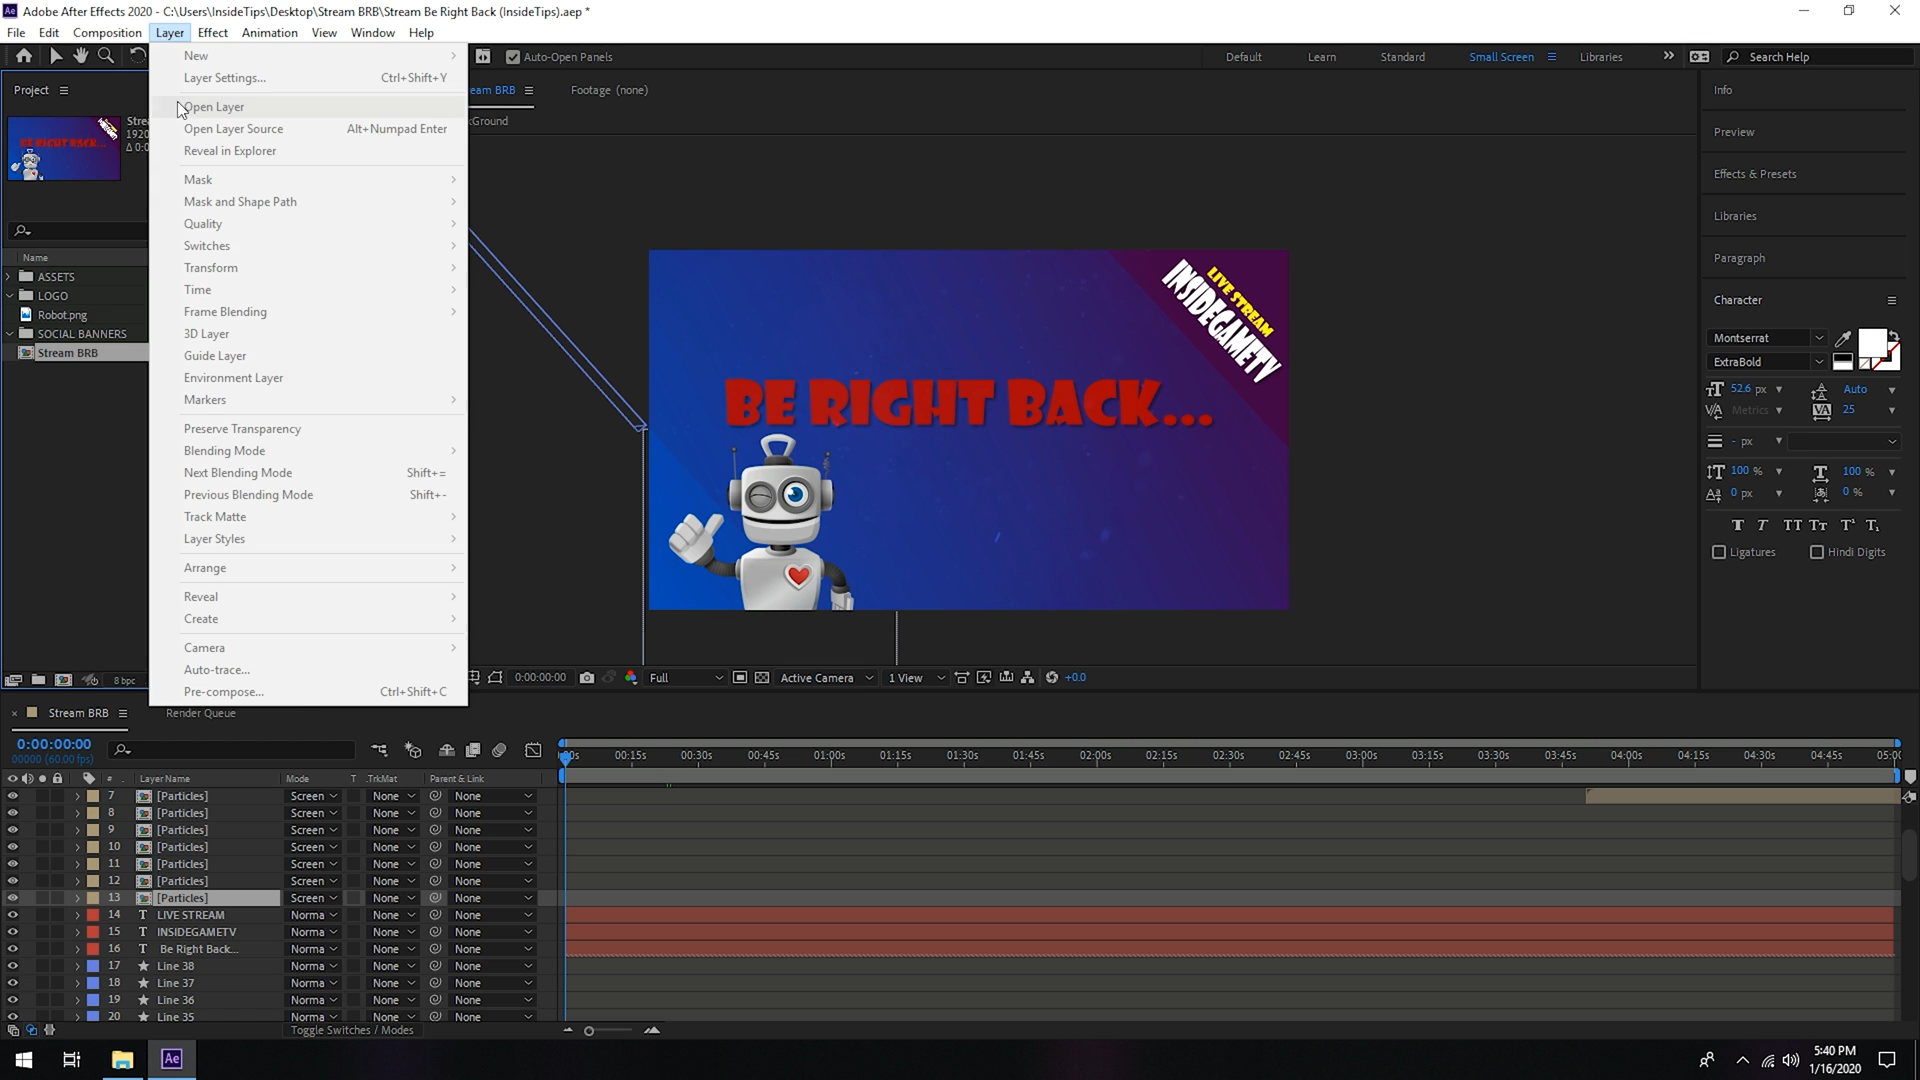 Adobe After Effects 2020 - C:\Users\InsideTips\Desktop\Stream BRB\Stream Be Right Back (InsideTips).aep *
File Edit Composition Layer Effect Animation View Window Help
Auto-Open Panels Default Learn Standard Small Screen Libraries Search Help
Project
New
Layer Settings... Ctrl+Shift+Y
Open Layer
Open Layer Source Alt+Numpad Enter
Reveal in Explorer
Mask
Mask and Shape Path
Quality
Switches
Transform
Time
Frame Blending
3D Layer
Guide Layer
Environment Layer
Markers
Preserve Transparency
Blending Mode
Next Blending Mode Shift+=
Previous Blending Mode Shift+-
Track Matte
Layer Styles
Arrange
Reveal
Create
Camera
Auto-trace...
Pre-compose... Ctrl+Shift+C
BE RIGHT BACK...
Name
ASSETS
LOGO
Robot.png
SOCIAL BANNERS
Stream BRB
8 bpc
Footage (none)
LIVE STREAM
INSIDEGAMETV
BE RIGHT BACK...
0:00:00:00 Full Active Camera 1 View +0.0
Info
Preview
Effects & Presets
Libraries
Paragraph
Character
Montserrat
ExtraBold
52.6 px Auto
Metrics 25
- px
100 % 100 %
0 px 0 %
Ligatures Hindi Digits
Stream BRB Render Queue
0:00:00:00
00000 (60.00 fps)
00:15s 00:30s 00:45s 01:00s 01:15s 01:30s 01:45s 02:00s 02:15s 02:30s 02:45s 03:00s 03:15s 03:30s 03:45s 04:00s 04:15s 04:30s 04:45s 05:00
# Layer Name Mode T .TrkMat Parent & Link
7 [Particles] Screen None None
8 [Particles] Screen None None
9 [Particles] Screen None None
10 [Particles] Screen None None
11 [Particles] Screen None None
12 [Particles] Screen None None
13 [Particles] Screen None None
14 T LIVE STREAM Norma None None
15 T INSIDEGAMETV Norma None None
16 T Be Right Back... Norma None None
17 Line 38 Norma None None
18 Line 37 Norma None None
19 Line 36 Norma None None
20 Line 35 Norma None None
Toggle Switches / Modes
Ae
5:40 PM
1/16/2020